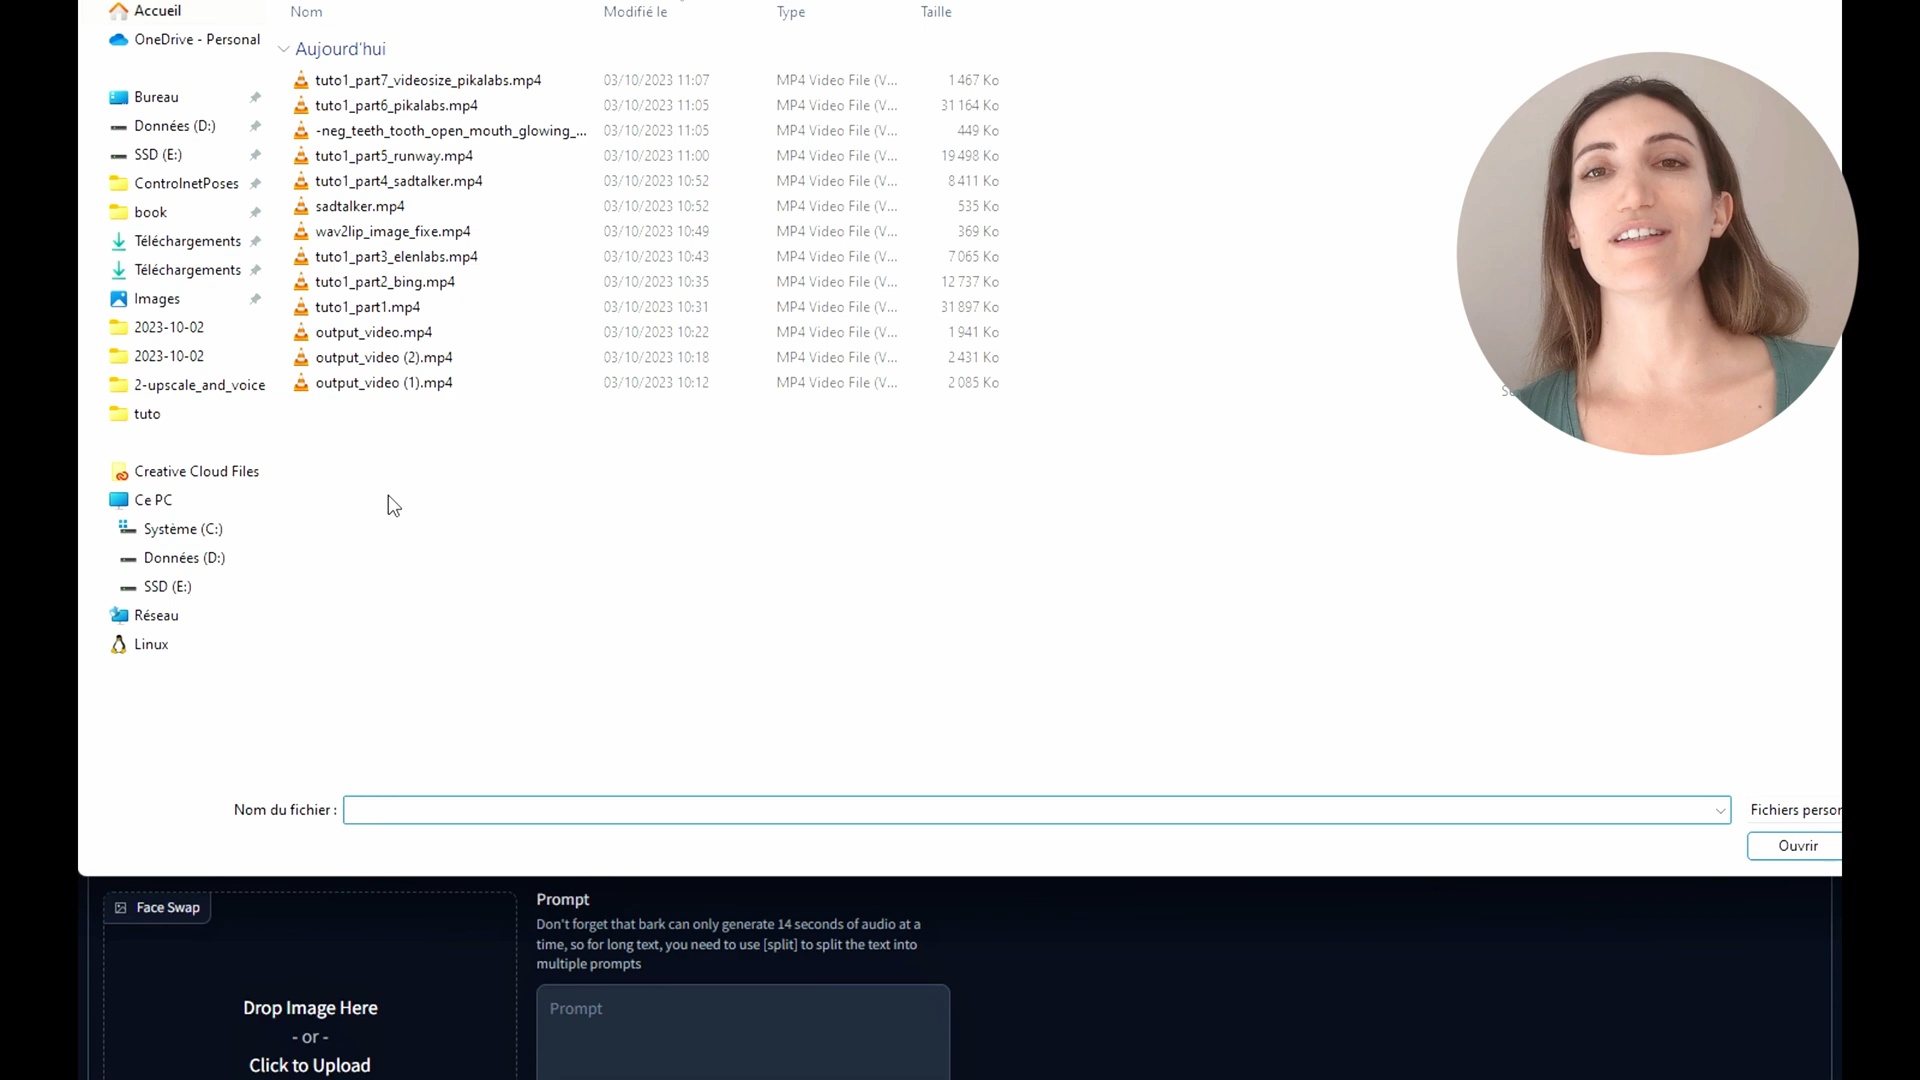 Accueil
OneDrive - Personal
Bureau
Données (D:)
SSD (E:)
ControlnetPoses
book
Téléchargements
Téléchargements
Images
2023-10-02
2023-10-02
2-upscale_and_voice
tuto
Creative Cloud Files
Ce PC
Système (C:)
Données (D:)
SSD (E:)
Réseau
Linux
Nom Modifié le Type Taille
Aujourd'hui
tuto1_part7_videosize_pikalabs.mp4 03/10/2023 11:07 MP4 Video File (V... 1 467 Ko
tuto1_part6_pikalabs.mp4 03/10/2023 11:05 MP4 Video File (V... 31 164 Ko
-neg_teeth_tooth_open_mouth_glowing_... 03/10/2023 11:05 MP4 Video File (V... 449 Ko
tuto1_part5_runway.mp4 03/10/2023 11:00 MP4 Video File (V... 19 498 Ko
tuto1_part4_sadtalker.mp4 03/10/2023 10:52 MP4 Video File (V... 8 411 Ko
sadtalker.mp4 03/10/2023 10:52 MP4 Video File (V... 535 Ko
wav2lip_image_fixe.mp4 03/10/2023 10:49 MP4 Video File (V... 369 Ko
tuto1_part3_elenlabs.mp4 03/10/2023 10:43 MP4 Video File (V... 7 065 Ko
tuto1_part2_bing.mp4 03/10/2023 10:35 MP4 Video File (V... 12 737 Ko
tuto1_part1.mp4 03/10/2023 10:31 MP4 Video File (V... 31 897 Ko
output_video.mp4 03/10/2023 10:22 MP4 Video File (V... 1 941 Ko
output_video (2).mp4 03/10/2023 10:18 MP4 Video File (V... 2 431 Ko
output_video (1).mp4 03/10/2023 10:12 MP4 Video File (V... 2 085 Ko
Nom du fichier : Fichiers person
Ouvrir
Face Swap
Drop Image Here
- or -
Click to Upload
Prompt
Don't forget that bark can only generate 14 seconds of audio at a
time, so for long text, you need to use [split] to split the text into
multiple prompts
Prompt